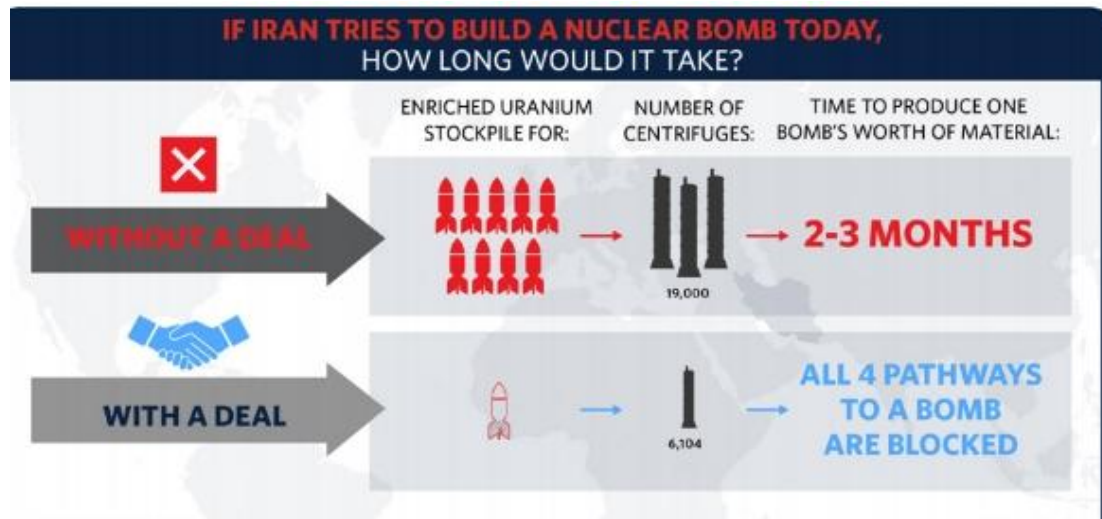 IF IRAN TRIES TO BUILD A NUCLEAR BOMB TODAY,
HOW LONG WOULD IT TAKE?
ENRICHED URANIUM
STOCKPILE FOR:
NUMBER OF
CENTRIFUGES:
TIME TO PRODUCE ONE
BOMB'S WORTH OF MATERIAL:
WITHOUT A DEAL
19,000
2-3 MONTHS
WITH A DEAL
6,104
ALL 4 PATHWAYS
TO A BOMB
ARE BLOCKED